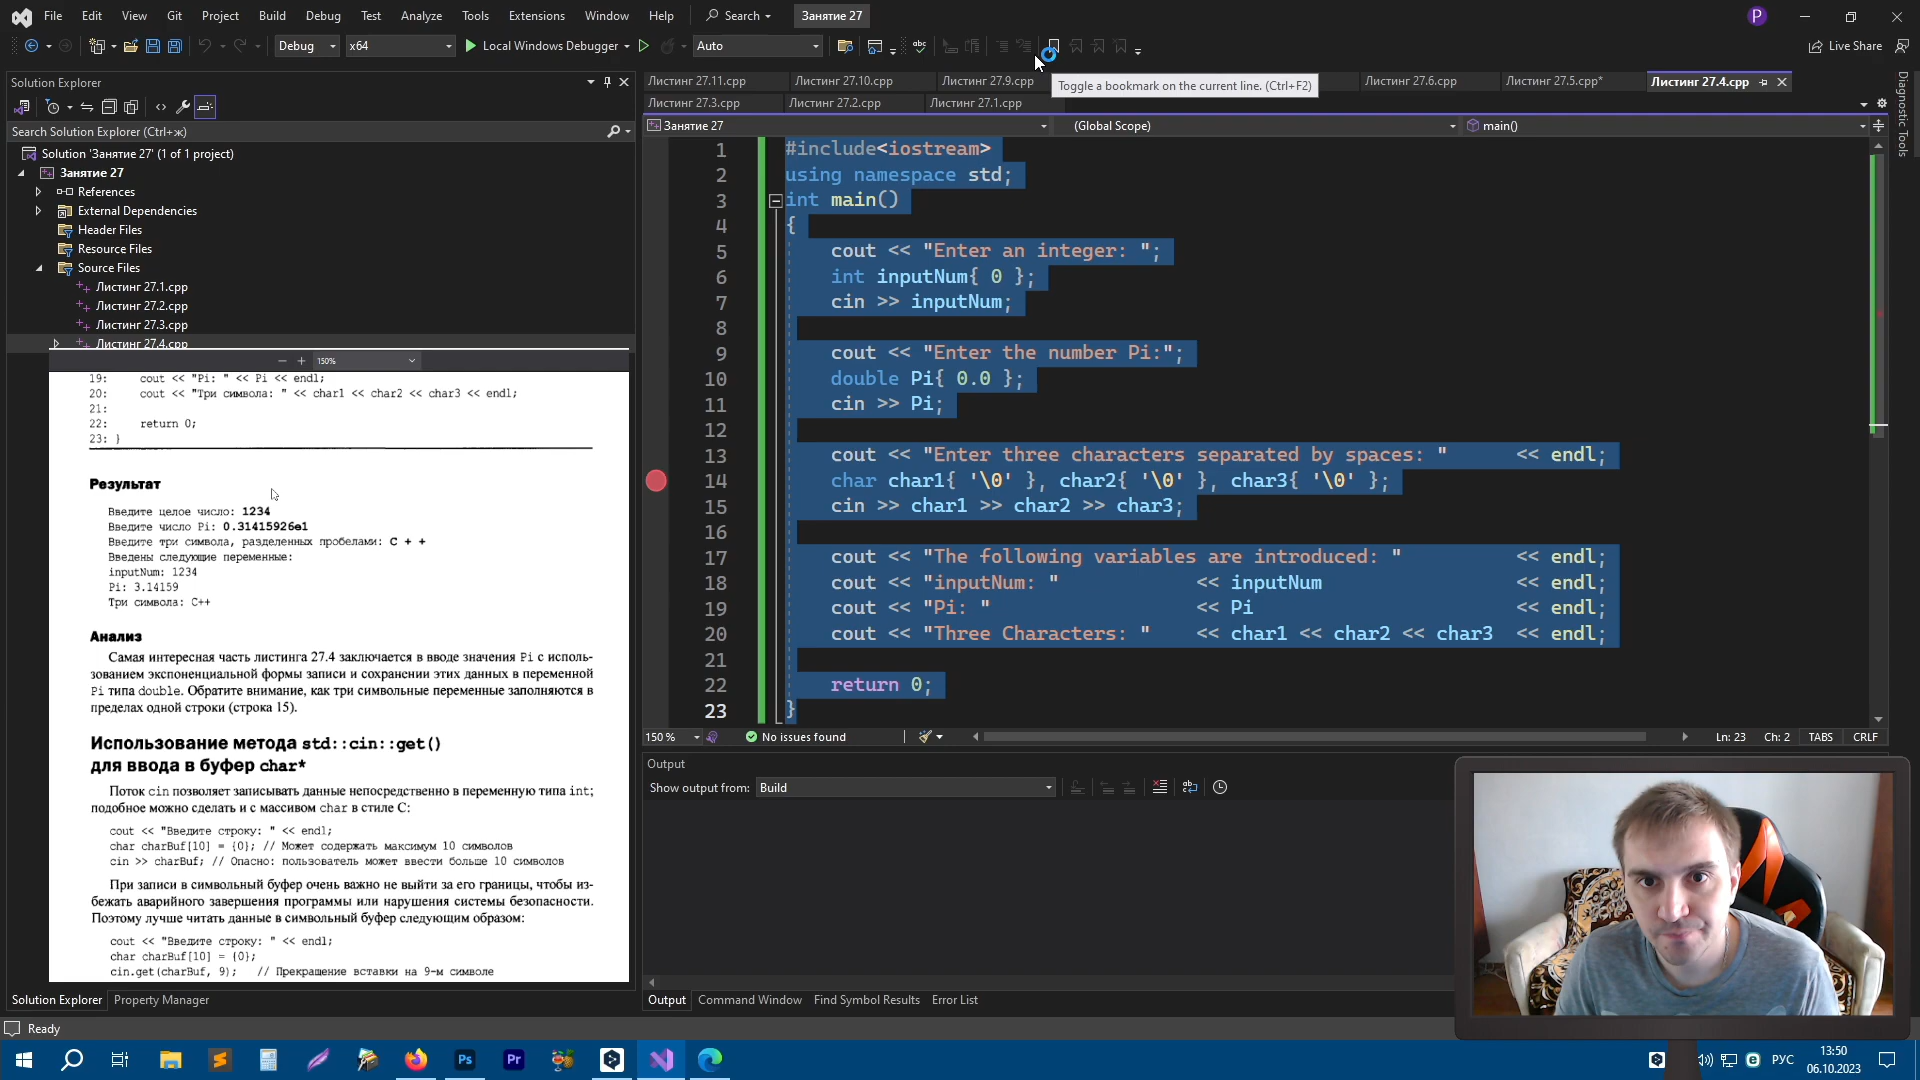 File Edit View Git Project Build Debug Test Analyze Tools Extensions Window Help Search Занятие 27
P
Debug x64 Local Windows Debugger Auto Live Share
Solution Explorer
Search Solution Explorer (Ctrl+ж)
Solution 'Занятие 27' (1 of 1 project)
Занятие 27
References
External Dependencies
Header Files
Resource Files
Source Files
Листинг 27.1.cpp
Листинг 27.2.cpp
Листинг 27.3.cpp
Листинг 27.4.cpp
150%
19: cout << "Pi: " << Pi << endl;
20: cout << "Три символа: " << char1 << char2 << char3 << endl;
21:
22: return 0;
23: }
Результат
Введите целое число: 1234
Введите число Pi: 0.31415926e1
Введите три символа, разделенных пробелами: C + +
Введены следующие переменные:
inputNum: 1234
Pi: 3.14159
Три символа: C++
Анализ
Самая интересная часть листинга 27.4 заключается в вводе значения Pi с исполь-
зованием экспоненциальной формы записи и сохранении этих данных в переменной
Pi типа double. Обратите внимание, как три символьные переменные заполняются в
пределах одной строки (строка 15).
Использование метода std::cin::get()
для ввода в буфер char*
Поток cin позволяет записывать данные непосредственно в переменную типа int;
подобное можно сделать и с массивом char в стиле C:
cout << "Введите строку: " << endl;
char charBuf[10] = {0}; // Может содержать максимум 10 символов
cin >> charBuf; // Опасно: пользователь может ввести больше 10 символов
При записи в символьный буфер очень важно не выйти за его границы, чтобы из-
бежать аварийного завершения программы или нарушения системы безопасности.
Поэтому лучше читать данные в символьный буфер следующим образом:
cout << "Введите строку: " << endl;
char charBuf[10] = {0};
cin.get(charBuf, 9); // Прекращение вставки на 9-м символе
Solution Explorer Property Manager
Листинг 27.11.cpp Листинг 27.10.cpp Листинг 27.9.cpp Листинг 27.6.cpp Листинг 27.5.cpp* Листинг 27.4.cpp
Toggle a bookmark on the current line. (Ctrl+F2)
Листинг 27.3.cpp Листинг 27.2.cpp Листинг 27.1.cpp
Занятие 27 (Global Scope) main()
1 #include<iostream>
2 using namespace std;
3 int main()
4 {
5 cout << "Enter an integer: ";
6 int inputNum{ 0 };
7 cin >> inputNum;
8
9 cout << "Enter the number Pi:";
10 double Pi{ 0.0 };
11 cin >> Pi;
12
13 cout << "Enter three characters separated by spaces: " << endl;
14 char char1{ '\0' }, char2{ '\0' }, char3{ '\0' };
15 cin >> char1 >> char2 >> char3;
16
17 cout << "The following variables are introduced: " << endl;
18 cout << "inputNum: " << inputNum << endl;
19 cout << "Pi: " << Pi << endl;
20 cout << "Three Characters: " << char1 << char2 << char3 << endl;
21
22 return 0;
23 }
150 % No issues found Ln: 23 Ch: 2 TABS CRLF
Output
Show output from: Build
Output Command Window Find Symbol Results Error List
Diagnostic Tools
Ready
Ps Pr
РУС
13:50
06.10.2023